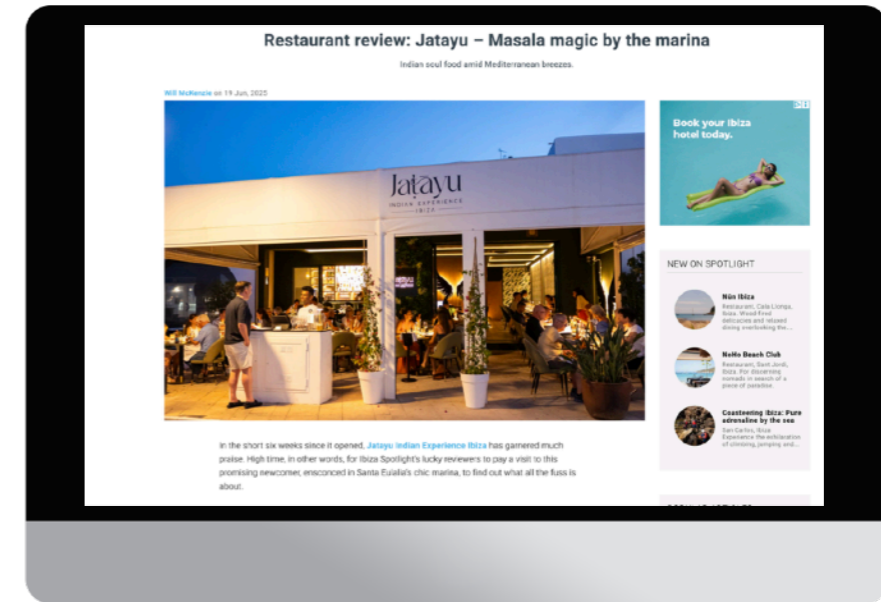 Restaurant review: Jatayu – Masala magic by the marina
Indian soul food amid Mediterranean breezes.
Will McKenzie on 19 Jun, 2025
Jatayu
INDIAN EXPERIENCE
IBIZA
Book your Ibiza
hotel today.
In the short six weeks since it opened, Jatayu Indian Experience Ibiza has garnered much
praise. High time, in other words, for Ibiza Spotlight's lucky reviewers to pay a visit to this
promising newcomer, ensconced in Santa Eulalia's chic marina, to find out what all the fuss is
about.
NEW ON SPOTLIGHT
Nūn Ibiza
Restaurant, Cala Llonga,
Ibiza. Wood-fired
delicacies and relaxed
dining overlooking the...
NeHo Beach Club
Restaurant, Sant Jordi,
Ibiza. For discerning
nomads in search of a
piece of paradise.
Coasteering Ibiza: Pure
adrenaline by the sea
San Carlos, Ibiza
Experience the exhilaration
of climbing, jumping and...